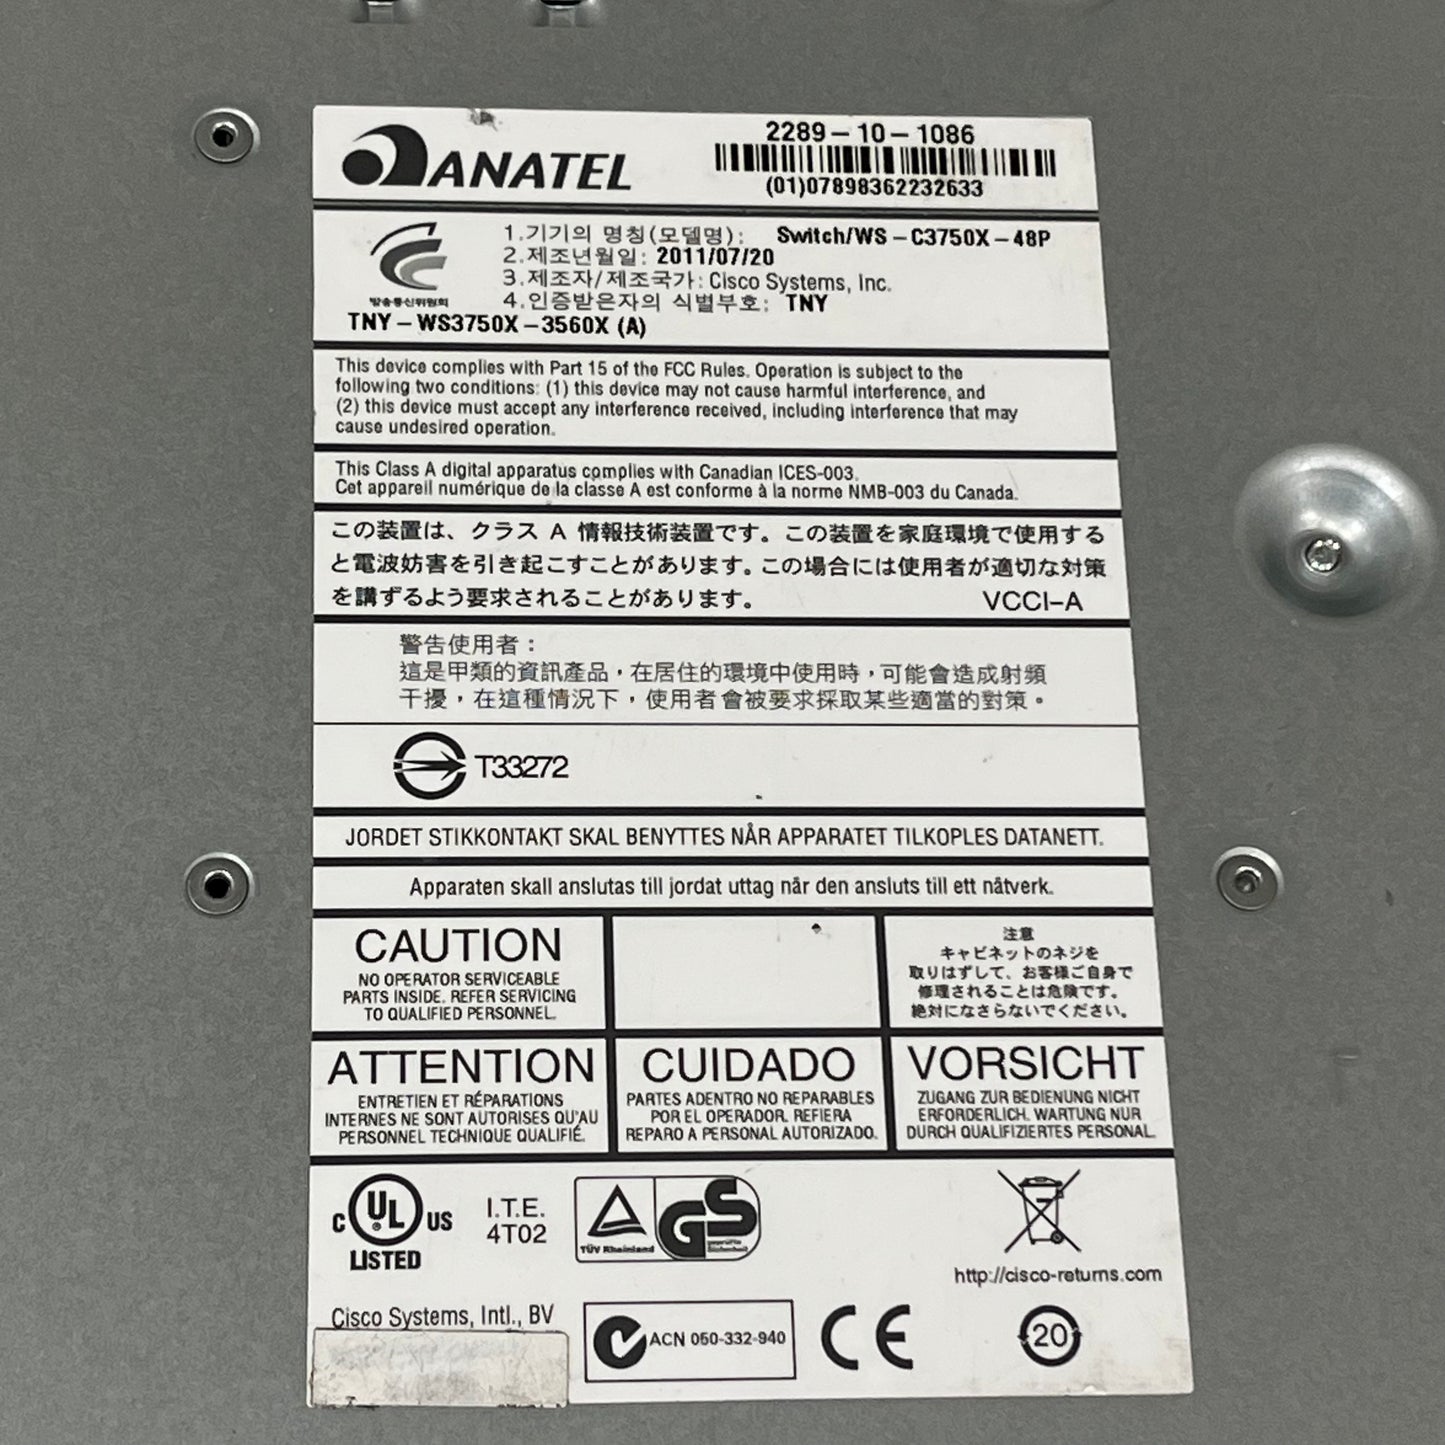 ANATEL
2289-10-1086
(01)07898362232633
1.기기의 명칭(모델명): Switch/WS-C3750X-48P
2.제조년월일: 2011/07/20
3.제조자/제조국가: Cisco Systems, Inc.
4.인증받은자의 식별부호: TNY
방송통신위원회
TNY-WS3750X-3560X (A)
This device complies with Part 15 of the FCC Rules. Operation is subject to the
following two conditions: (1) this device may not cause harmful interference, and
(2) this device must accept any interference received, including interference that may
cause undesired operation.
This Class A digital apparatus complies with Canadian ICES-003.
Cet appareil numérique de la classe A est conforme à la norme NMB-003 du Canada.
この装置は、クラス A 情報技術装置です。この装置を家庭環境で使用する
と電波妨害を引き起こすことがあります。この場合には使用者が適切な対策
を講ずるよう要求されることがあります。 VCCI-A
警告使用者：
這是甲類的資訊產品，在居住的環境中使用時，可能會造成射頻
干擾，在這種情況下，使用者會被要求採取某些適當的對策。
T33272
JORDET STIKKONTAKT SKAL BENYTTES NÅR APPARATET TILKOPLES DATANETT.
Apparaten skall anslutas till jordat uttag når den ansluts till ett nåtverk.
CAUTION
NO OPERATOR SERVICEABLE
PARTS INSIDE. REFER SERVICING
TO QUALIFIED PERSONNEL.
注意
キャビネットのネジを
取りはずして、お客様ご自身で
修理されることは危険です。
絶対になさらないでください。
ATTENTION
ENTRETIEN ET RÉPARATIONS
INTERNES NE SONT AUTORISES QU'AU
PERSONNEL TECHNIQUE QUALIFIÉ.
CUIDADO
PARTES ADENTRO NO REPARABLES
POR EL OPERADOR. REFIERA
REPARO A PERSONAL AUTORIZADO.
VORSICHT
ZUGANG ZUR BEDIENUNG NICHT
ERFORDERLICH. WARTUNG NUR
DURCH QUALIFIZIERTES PERSONAL.
C UL ® US
LISTED
I.T.E.
4T02
TÜV Rheinland
GS
geprüfte
Sicherheit
http://cisco-returns.com
Cisco Systems, Intl., BV
ACN 050-332-940
CE
20